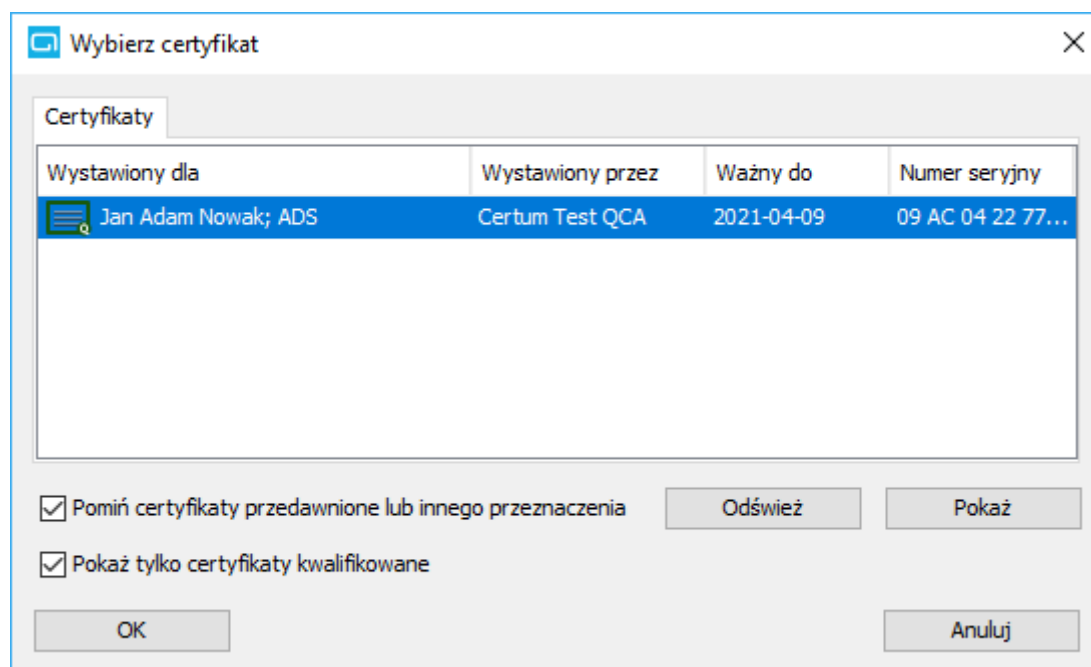 Wybierz certyfikat
Certyfikaty
Wystawiony dla Wystawiony przez Ważny do Numer seryjny
Jan Adam Nowak; ADS Certum Test QCA 2021-04-09 09 AC 04 22 77...
Pomiń certyfikaty przedawnione lub innego przeznaczenia Odśwież Pokaż
Pokaż tylko certyfikaty kwalifikowane
OK Anuluj